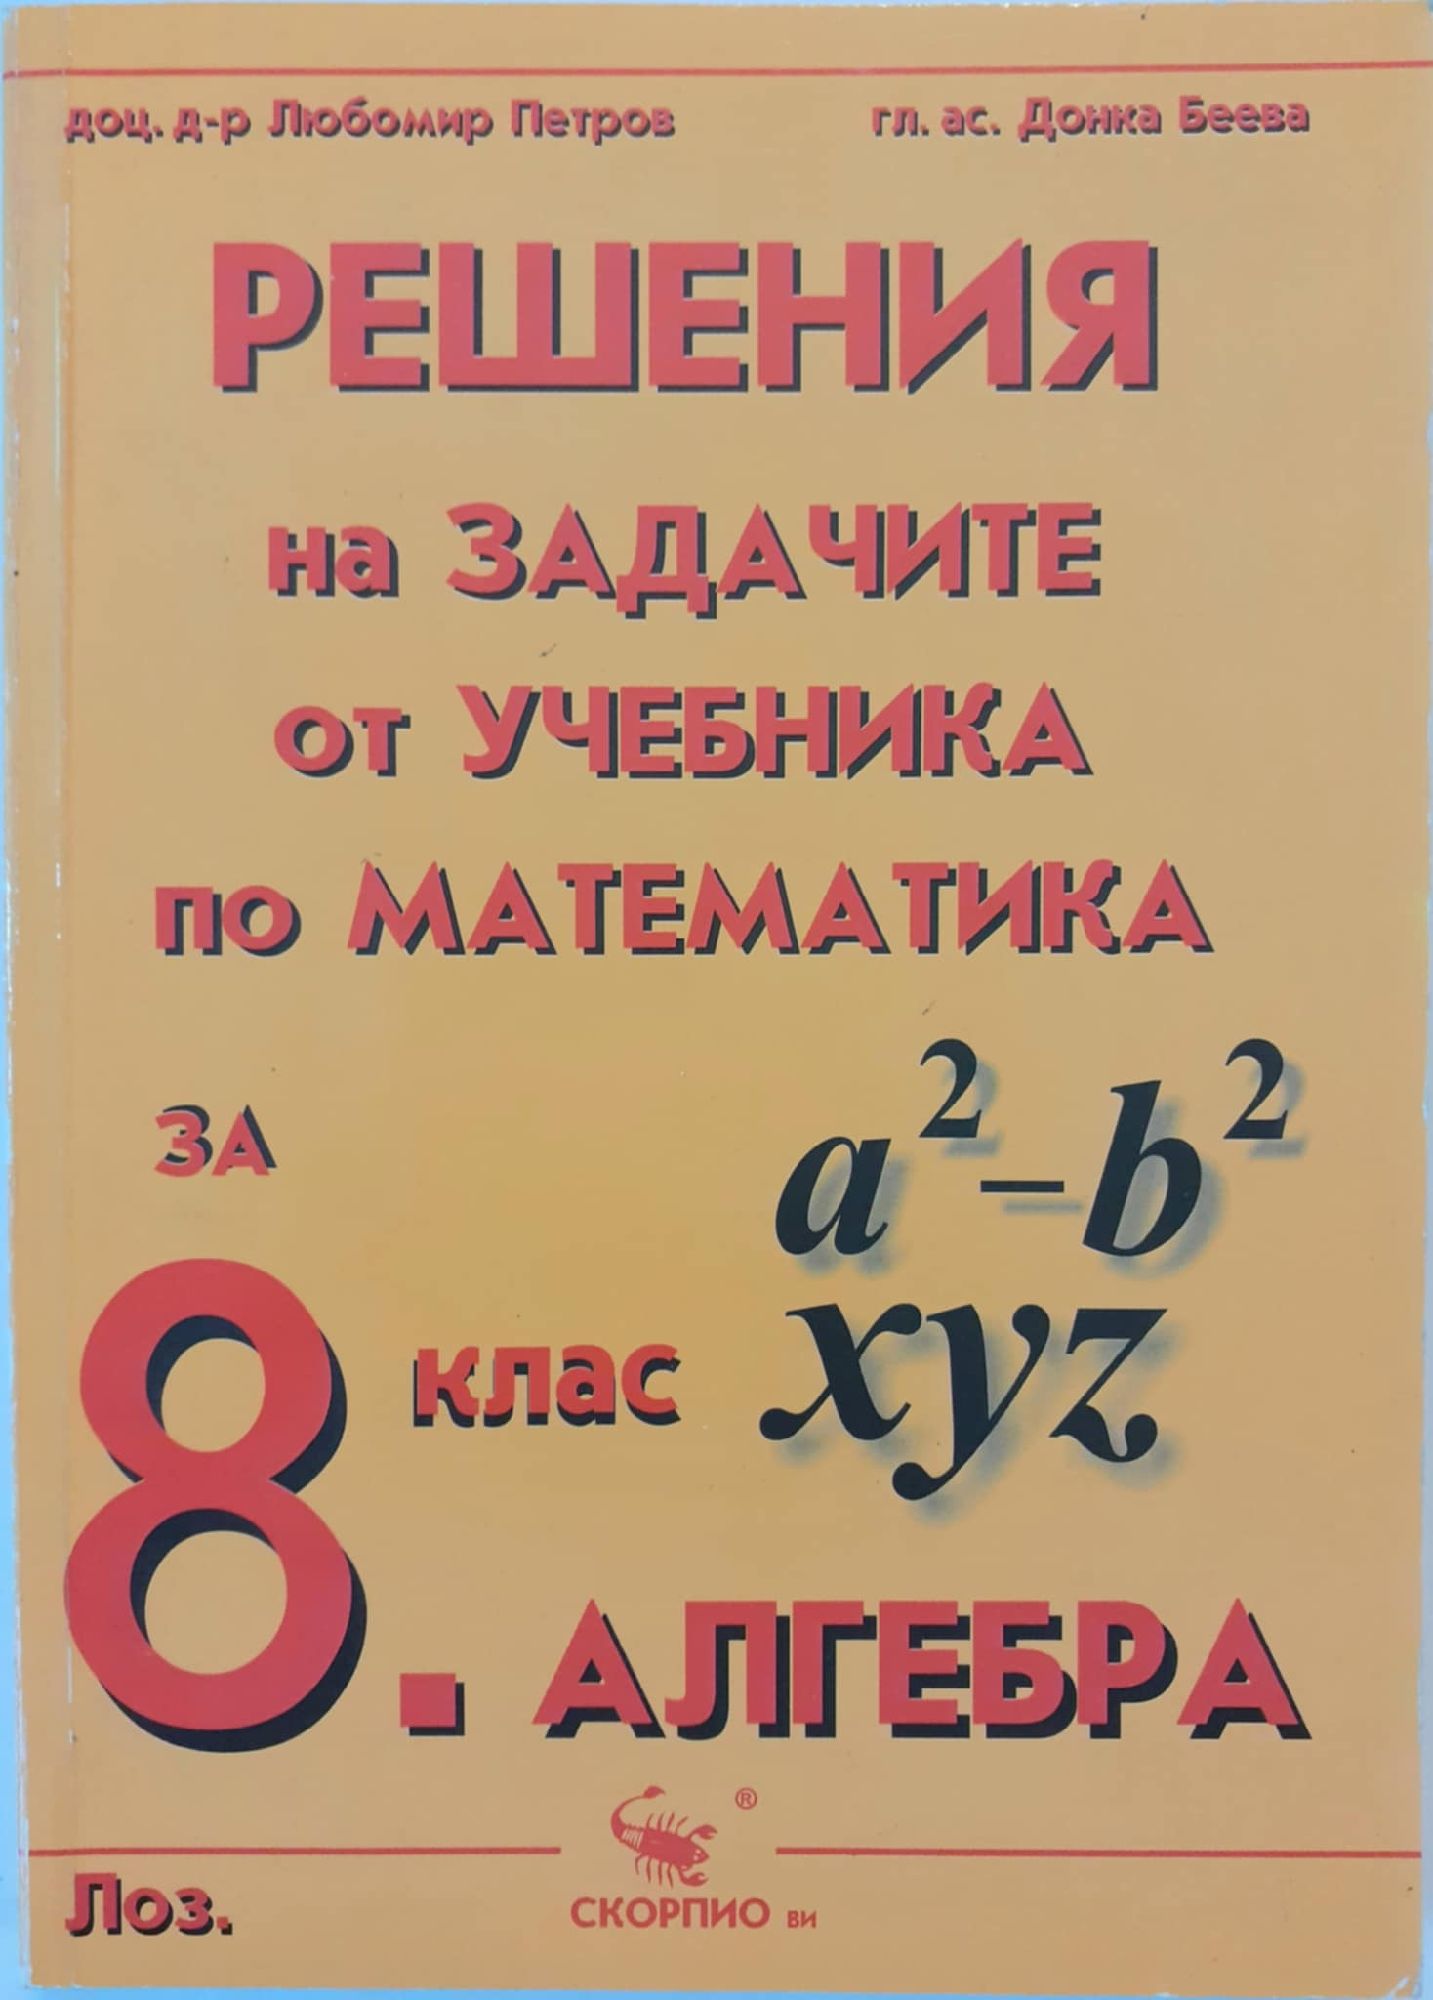 доц. д-р Любомир Петров гл. ас. Донка Беева
РЕШЕНИЯ
на ЗАДАЧИТЕ
от УЧЕБНИКА
по МАТЕМАТИКА
ЗА
a²–b²
8 клас
xyz
. АЛГЕБРА
®
Лоз.
СКОРПИО ВИ